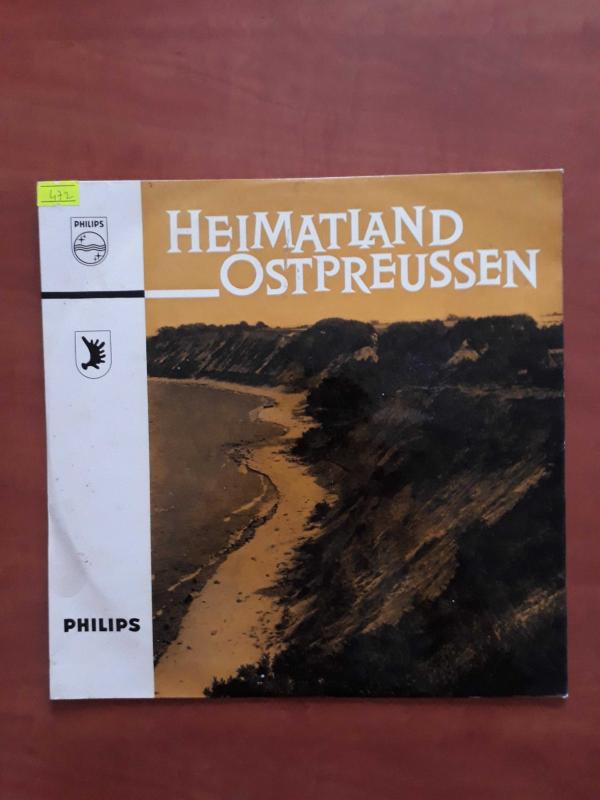 472
PHILIPS
HEIMATLAND
OSTPREUSSEN
PHILIPS